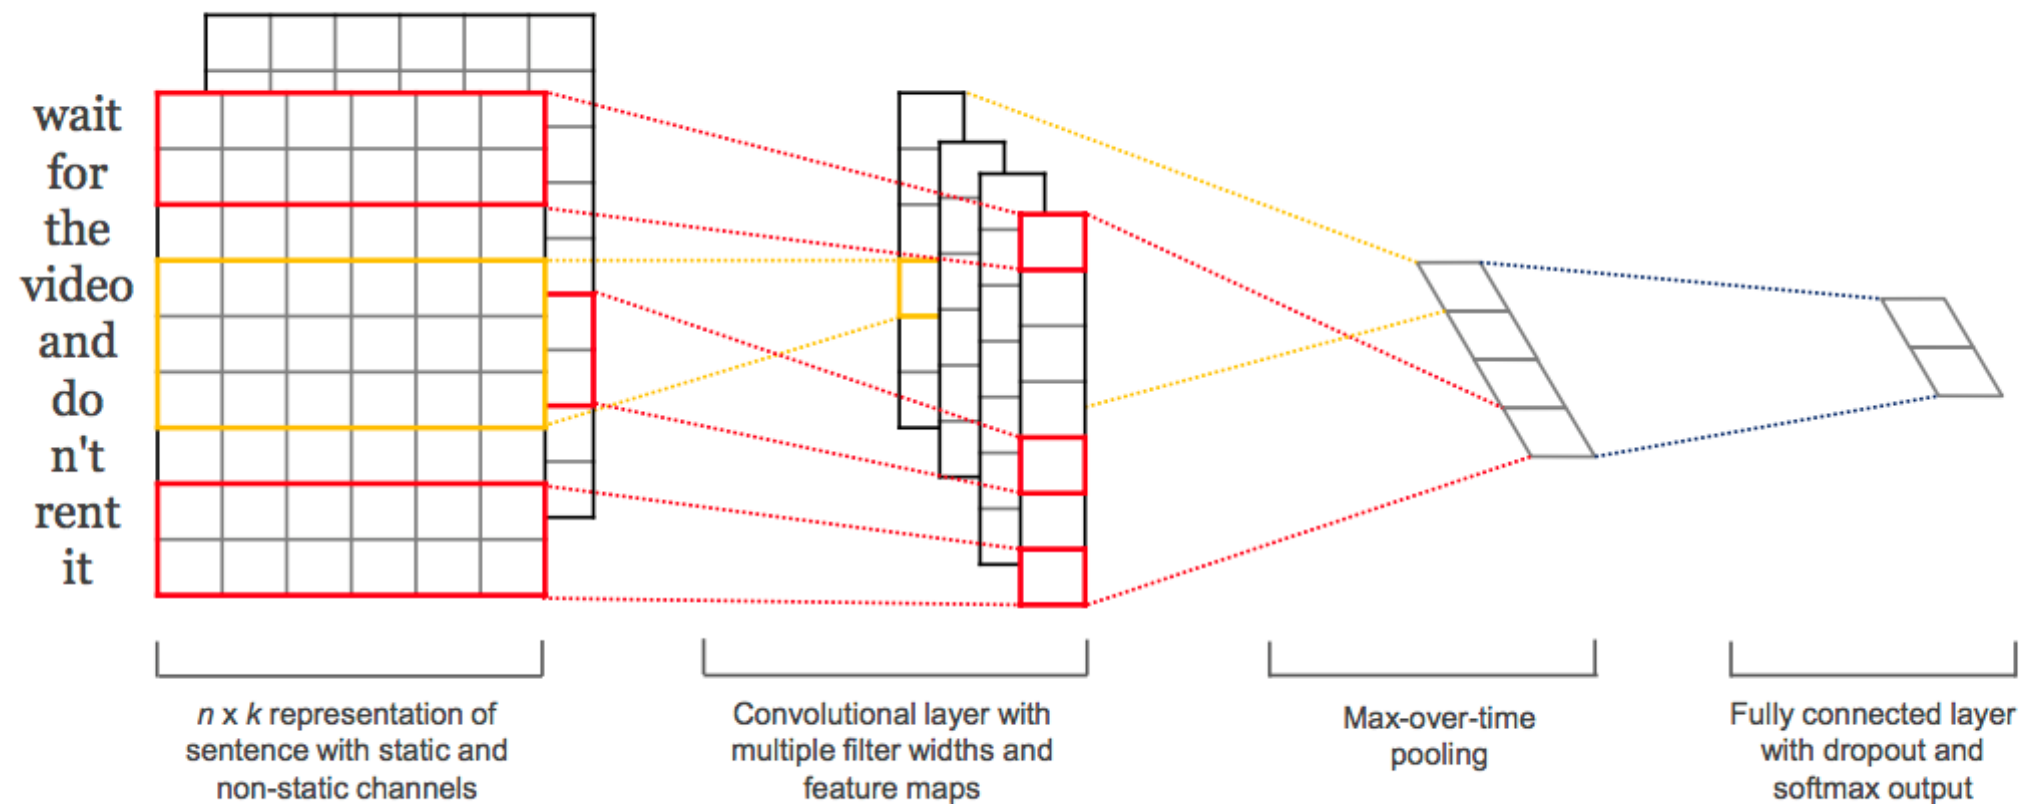 wait
for
the
video
and
do
n't
rent
it
n x k representation of
sentence with static and
non-static channels
Convolutional layer with
multiple filter widths and
feature maps
Max-over-time
pooling
Fully connected layer
with dropout and
softmax output